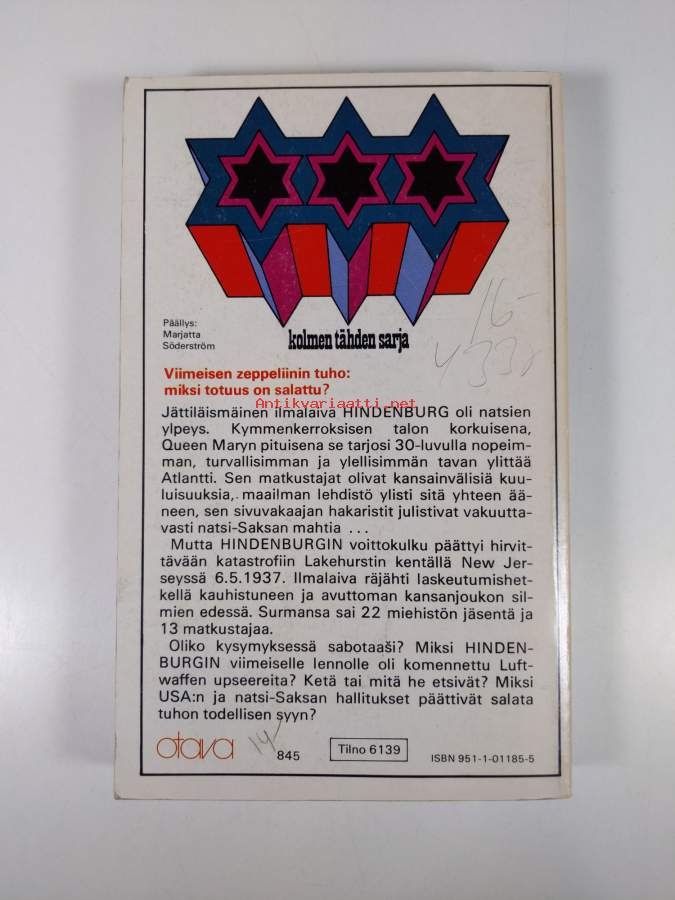 Päällys:
Marjatta
Söderström
kolmen tähden sarja
16-
Viimeisen zeppeliinin tuho:
miksi totuus on salattu?
Antikvariaatti.net
Jättiläismäinen ilmalaiva HINDENBURG oli natsien
ylpeys. Kymmenkerroksisen talon korkuisena,
Queen Maryn pituisena se tarjosi 30-luvulla nopeim-
man, turvallisimman ja ylellisimmän tavan ylittää
Atlantti. Sen matkustajat olivat kansainvälisiä kuu-
luisuuksia, maailman lehdistö ylisti sitä yhteen ää-
neen, sen sivuvakaajan hakaristit julistivat vakuutta-
vasti natsi-Saksan mahtia ...
Mutta HINDENBURGIN voittokulku päättyi hirvit-
tävään katastrofiin Lakehurstin kentällä New Jer-
seyssä 6.5.1937. Ilmalaiva räjähti laskeutumishet-
kellä kauhistuneen ja avuttoman kansanjoukon sil-
mien edessä. Surmansa sai 22 miehistön jäsentä ja
13 matkustajaa.
Oliko kysymyksessä sabotaaši? Miksi HINDEN-
BURGIN viimeiselle lennolle oli komennettu Luft-
waffen upseereita? Ketä tai mitä he etsivät? Miksi
USA:n ja natsi-Saksan hallitukset päättivät salata
tuhon todellisen syyn?
otava
14
845
Tilno 6139
ISBN 951-1-01185-5